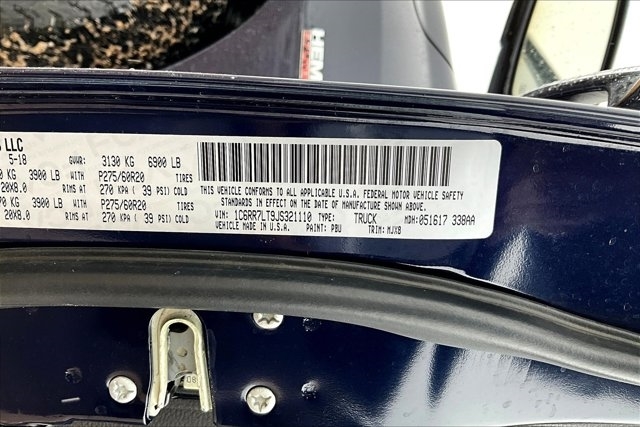 HEM
S LLC
5-18 GVWR: 3130 KG 6900 LB
KG 3900 LB WITH P275/60R20 TIRES
20X8.0 RIMS AT 270 KPA ( 39 PSI) COLD
70 KG 3900 LB WITH P275/60R20
20X8.0 RIMS AT 270 KPA ( 39 PSI) COLD
THIS VEHICLE CONFORMS TO ALL APPLICABLE U.S.A. FEDERAL MOTOR VEHICLE SAFETY
STANDARDS IN EFFECT ON THE DATE OF MANUFACTURE SHOWN ABOVE.
VIN: 1C6RR7LT9JS321110 TYPE: TRUCK MDH: 051617 338AA
VEHICLE MADE IN U.S.A. PAINT: PBU TRIM: MJX8